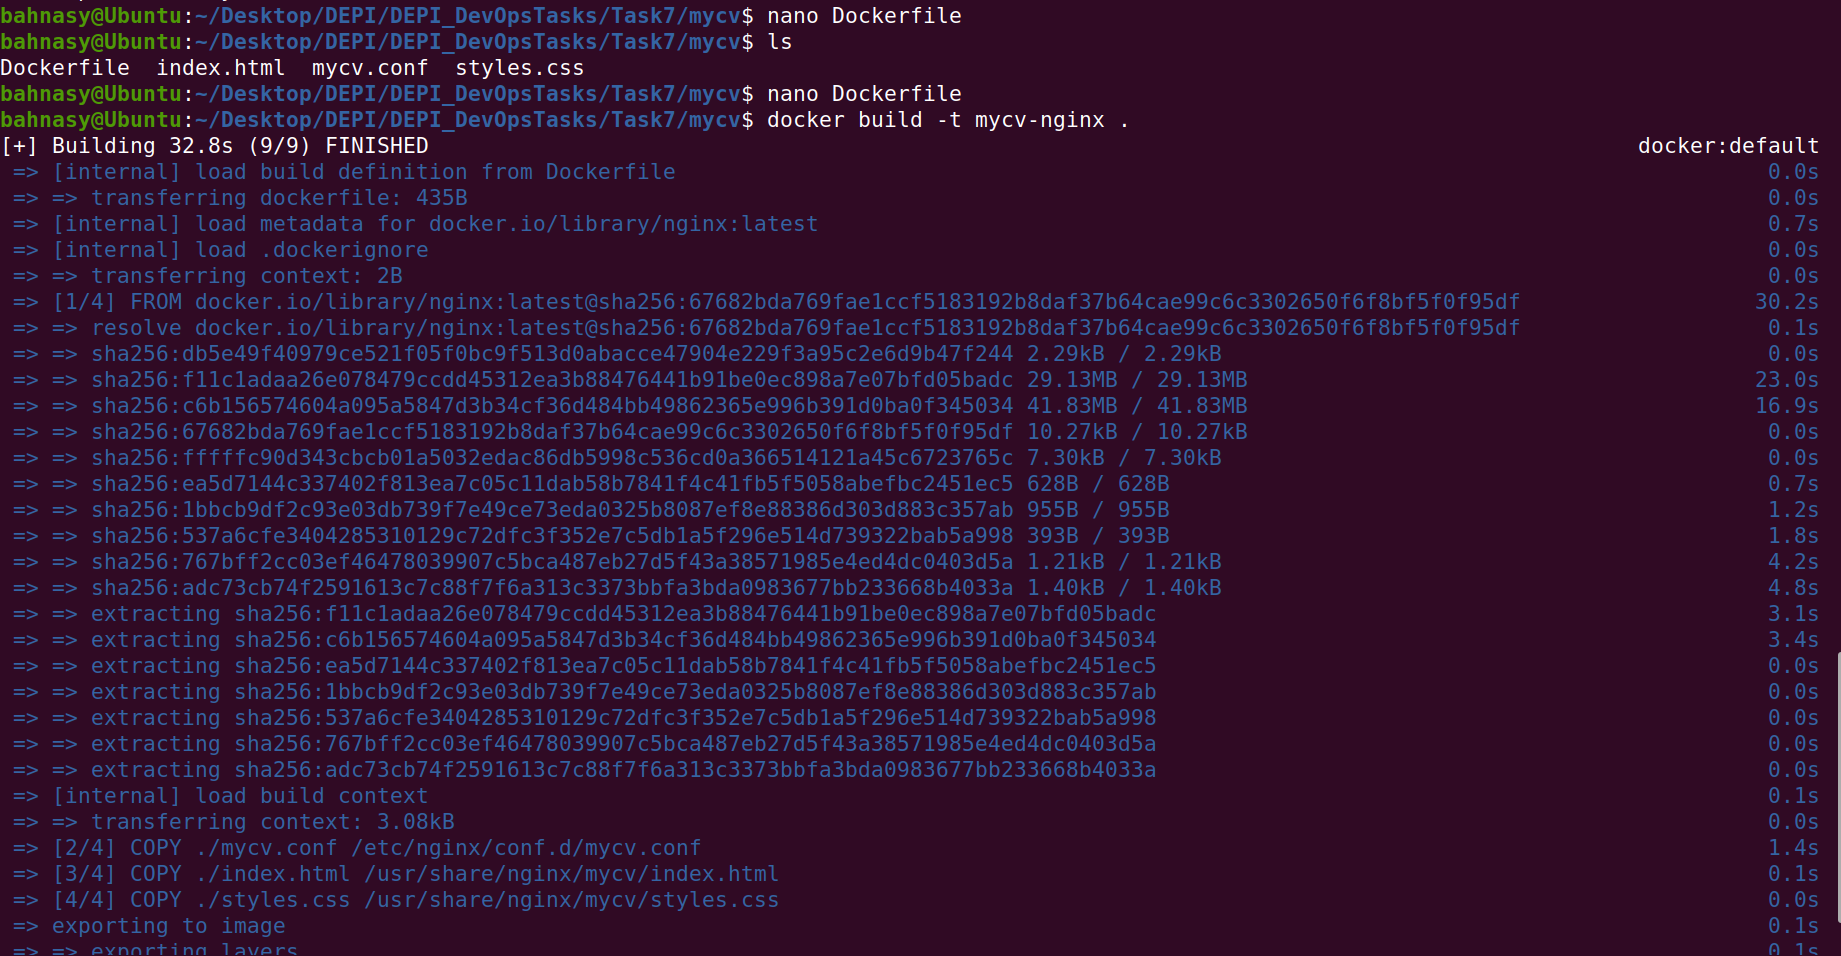 bahnasy@Ubuntu:~/Desktop/DEPI/DEPI_DevOpsTasks/Task7/mycv$ nano Dockerfile
bahnasy@Ubuntu:~/Desktop/DEPI/DEPI_DevOpsTasks/Task7/mycv$ ls
Dockerfile  index.html  mycv.conf  styles.css
bahnasy@Ubuntu:~/Desktop/DEPI/DEPI_DevOpsTasks/Task7/mycv$ nano Dockerfile
bahnasy@Ubuntu:~/Desktop/DEPI/DEPI_DevOpsTasks/Task7/mycv$ docker build -t mycv-nginx .
[+] Building 32.8s (9/9) FINISHED docker:default
=> [internal] load build definition from Dockerfile 0.0s
=> => transferring dockerfile: 435B 0.0s
=> [internal] load metadata for docker.io/library/nginx:latest 0.7s
=> [internal] load .dockerignore 0.0s
=> => transferring context: 2B 0.0s
=> [1/4] FROM docker.io/library/nginx:latest@sha256:67682bda769fae1ccf5183192b8daf37b64cae99c6c3302650f6f8bf5f0f95df 30.2s
=> => resolve docker.io/library/nginx:latest@sha256:67682bda769fae1ccf5183192b8daf37b64cae99c6c3302650f6f8bf5f0f95df 0.1s
=> => sha256:db5e49f40979ce521f05f0bc9f513d0abacce47904e229f3a95c2e6d9b47f244 2.29kB / 2.29kB 0.0s
=> => sha256:f11c1adaa26e078479ccdd45312ea3b88476441b91be0ec898a7e07bfd05badc 29.13MB / 29.13MB 23.0s
=> => sha256:c6b156574604a095a5847d3b34cf36d484bb49862365e996b391d0ba0f345034 41.83MB / 41.83MB 16.9s
=> => sha256:67682bda769fae1ccf5183192b8daf37b64cae99c6c3302650f6f8bf5f0f95df 10.27kB / 10.27kB 0.0s
=> => sha256:fffffc90d343cbcb01a5032edac86db5998c536cd0a366514121a45c6723765c 7.30kB / 7.30kB 0.0s
=> => sha256:ea5d7144c337402f813ea7c05c11dab58b7841f4c41fb5f5058abefbc2451ec5 628B / 628B 0.7s
=> => sha256:1bbcb9df2c93e03db739f7e49ce73eda0325b8087ef8e88386d303d883c357ab 955B / 955B 1.2s
=> => sha256:537a6cfe3404285310129c72dfc3f352e7c5db1a5f296e514d739322bab5a998 393B / 393B 1.8s
=> => sha256:767bff2cc03ef46478039907c5bca487eb27d5f43a38571985e4ed4dc0403d5a 1.21kB / 1.21kB 4.2s
=> => sha256:adc73cb74f2591613c7c88f7f6a313c3373bbfa3bda0983677bb233668b4033a 1.40kB / 1.40kB 4.8s
=> => extracting sha256:f11c1adaa26e078479ccdd45312ea3b88476441b91be0ec898a7e07bfd05badc 3.1s
=> => extracting sha256:c6b156574604a095a5847d3b34cf36d484bb49862365e996b391d0ba0f345034 3.4s
=> => extracting sha256:ea5d7144c337402f813ea7c05c11dab58b7841f4c41fb5f5058abefbc2451ec5 0.0s
=> => extracting sha256:1bbcb9df2c93e03db739f7e49ce73eda0325b8087ef8e88386d303d883c357ab 0.0s
=> => extracting sha256:537a6cfe3404285310129c72dfc3f352e7c5db1a5f296e514d739322bab5a998 0.0s
=> => extracting sha256:767bff2cc03ef46478039907c5bca487eb27d5f43a38571985e4ed4dc0403d5a 0.0s
=> => extracting sha256:adc73cb74f2591613c7c88f7f6a313c3373bbfa3bda0983677bb233668b4033a 0.0s
=> [internal] load build context 0.1s
=> => transferring context: 3.08kB 0.0s
=> [2/4] COPY ./mycv.conf /etc/nginx/conf.d/mycv.conf 1.4s
=> [3/4] COPY ./index.html /usr/share/nginx/mycv/index.html 0.1s
=> [4/4] COPY ./styles.css /usr/share/nginx/mycv/styles.css 0.0s
=> exporting to image 0.1s
=> => exporting layers 0.1s